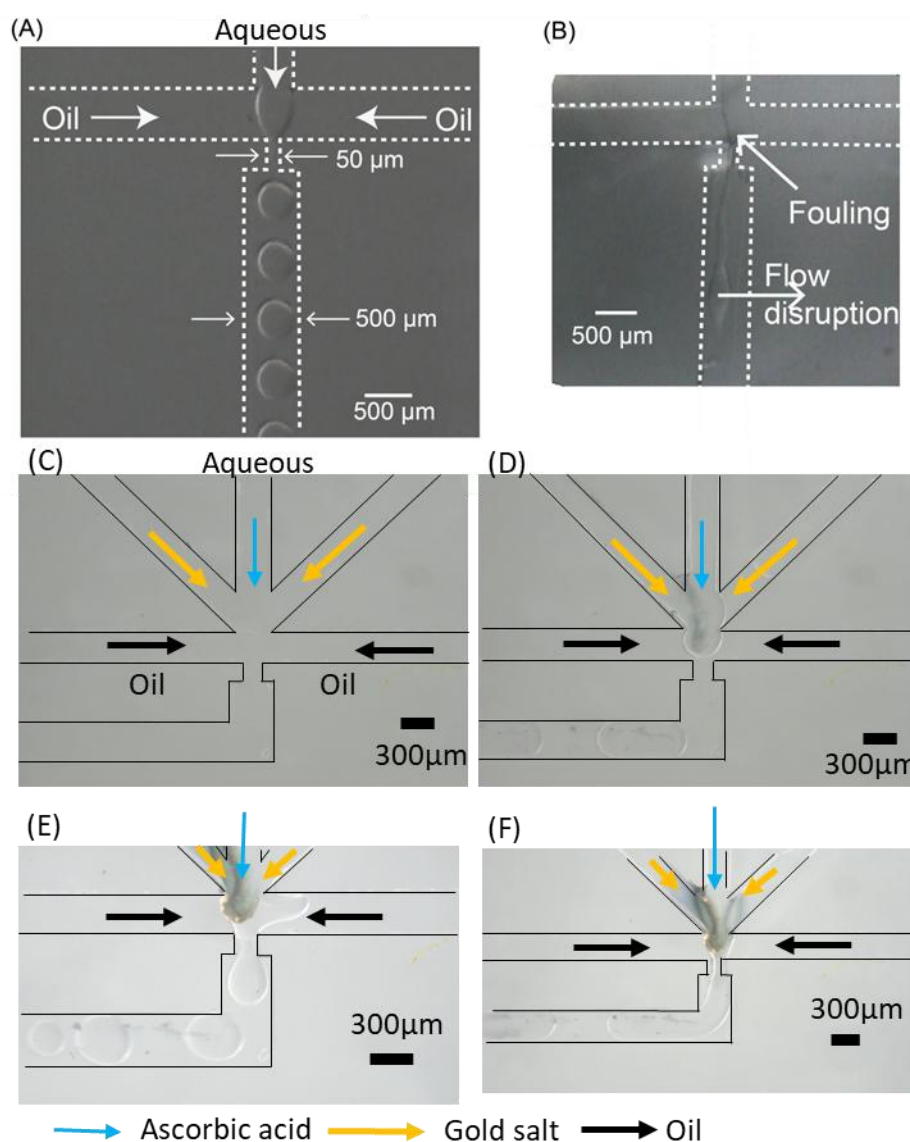 (A)
Aqueous
Oil
Oil
50 µm
500 µm
500 µm
(B)
Fouling
Flow
disruption
500 µm
(C)
Aqueous
Oil
Oil
300µm
(D)
300µm
(E)
300µm
(F)
300µm
Ascorbic acid
Gold salt
Oil